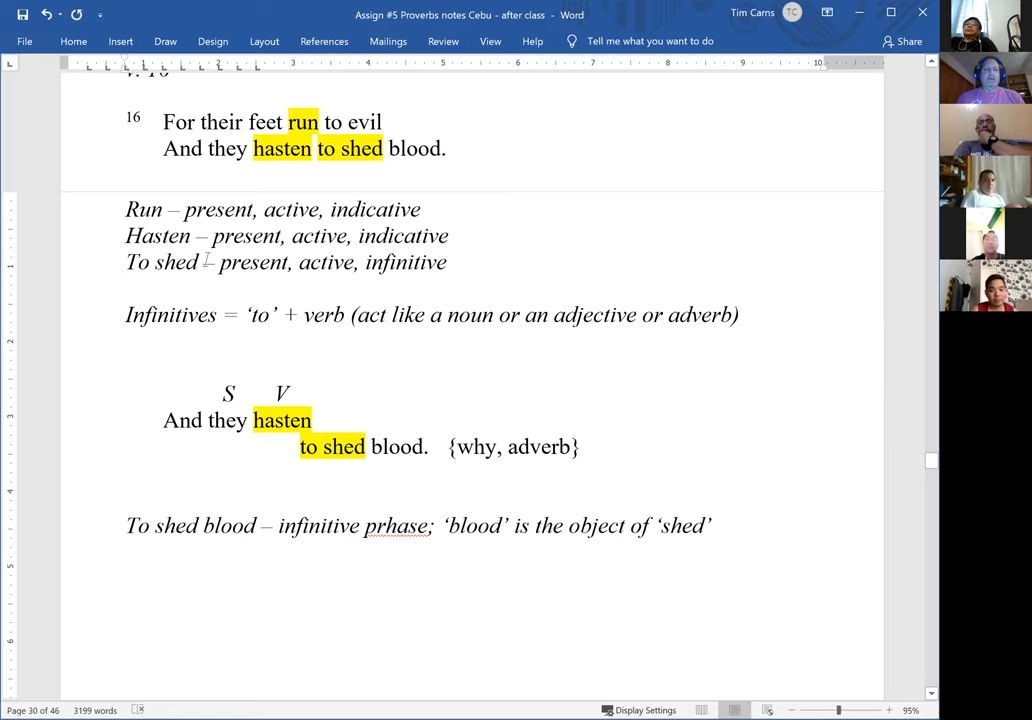 Assign #5 Proverbs notes Cebu - after class - Word
Tim Carns TC
File Home Insert Draw Design Layout References Mailings Review View Help Tell me what you want to do Share
16 For their feet run to evil
And they hasten to shed blood.
Run – present, active, indicative
Hasten – present, active, indicative
To shed – present, active, infinitive
Infinitives = ‘to’ + verb (act like a noun or an adjective or adverb)
S V
And they hasten
to shed blood. {why, adverb}
To shed blood – infinitive prhase; ‘blood’ is the object of ‘shed’
Page 30 of 46 3199 words Display Settings 95%